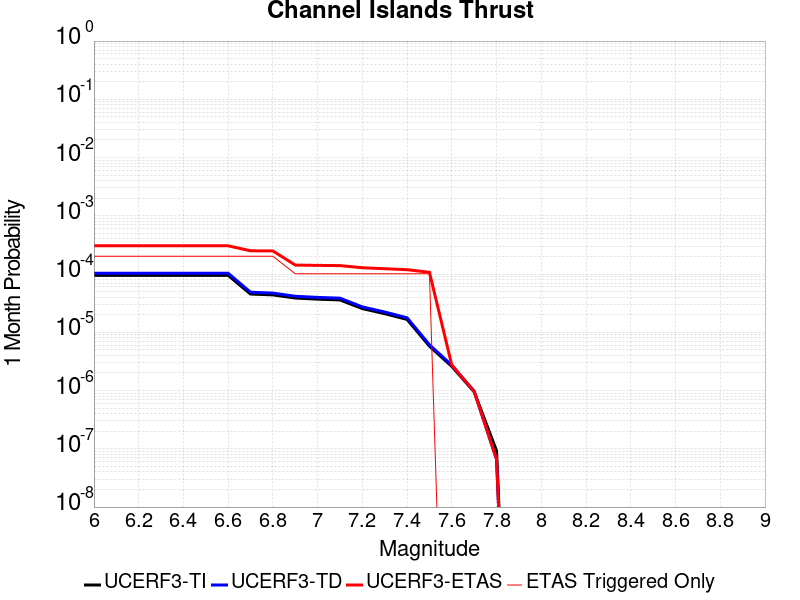 Channel Islands Thrust
10^0
10^-1
10^-2
10^-3
10^-4
10^-5
10^-6
10^-7
10^-8
1 Month Probability
6 6.2 6.4 6.6 6.8 7 7.2 7.4 7.6 7.8 8 8.2 8.4 8.6 8.8 9
Magnitude
UCERF3-TI UCERF3-TD UCERF3-ETAS ETAS Triggered Only